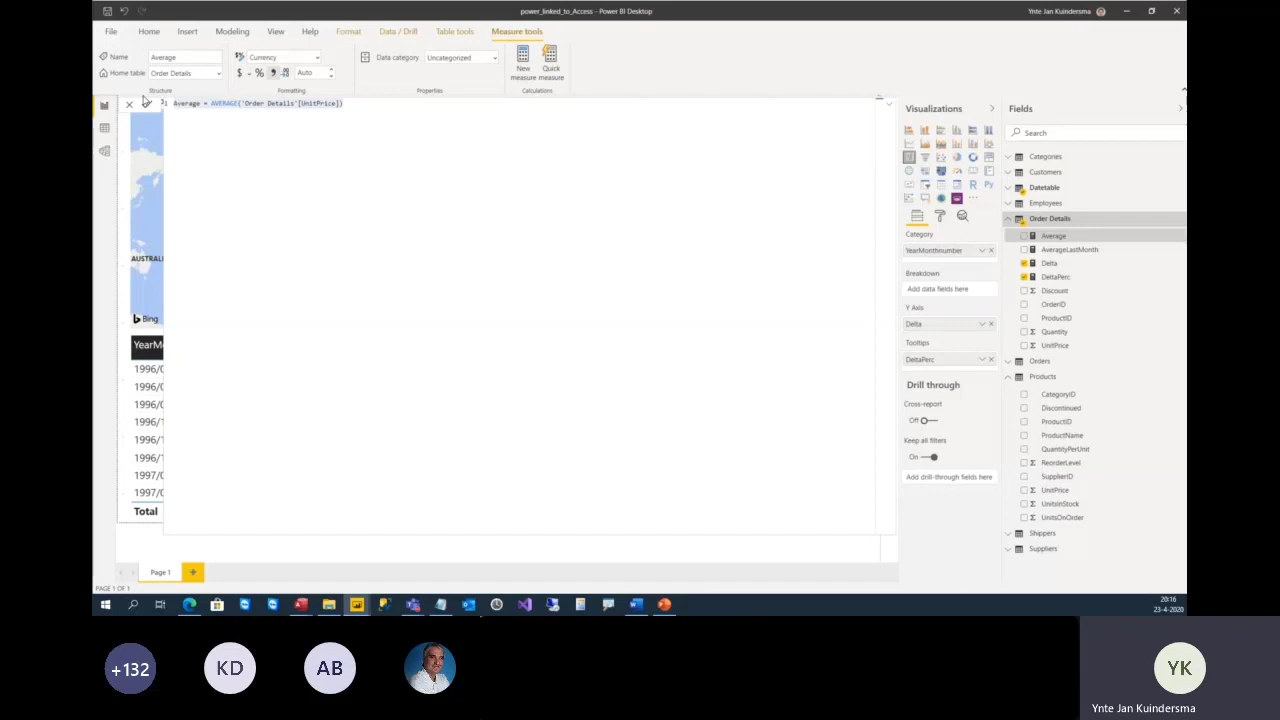 power_linked_to_Access - Power BI Desktop
Ynte Jan Kuindersma
File Home Insert Modeling View Help Format Data / Drill Table tools Measure tools
Name Average
Home table Order Details
Structure
Currency
$ % Auto
Formatting
Data category Uncategorized
Properties
New measure
Quick measure
Calculations
1 Average = AVERAGE('Order Details'[UnitPrice])
AUSTRALI
Bing
YearM
1996/0
1996/0
1996/0
1996/1
1996/1
1996/1
1997/0
1997/0
Total
Page 1
PAGE 1 OF 1
Visualizations
R Py
Category
YearMonthnumber
Breakdown
Add data fields here
Y Axis
Delta
Tooltips
DeltaPerc
Drill through
Cross-report
Off
Keep all filters
On
Add drill-through fields here
Fields
Search
Categories
Customers
Datetable
Employees
Order Details
Average
AverageLastMonth
Delta
DeltaPerc
Discount
OrderID
ProductID
Quantity
UnitPrice
Orders
Products
CategoryID
Discontinued
ProductID
ProductName
QuantityPerUnit
ReorderLevel
SupplierID
UnitPrice
UnitsInStock
UnitsOnOrder
Shippers
Suppliers
20:16
23-4-2020
+132
KD
AB
YK
Ynte Jan Kuindersma